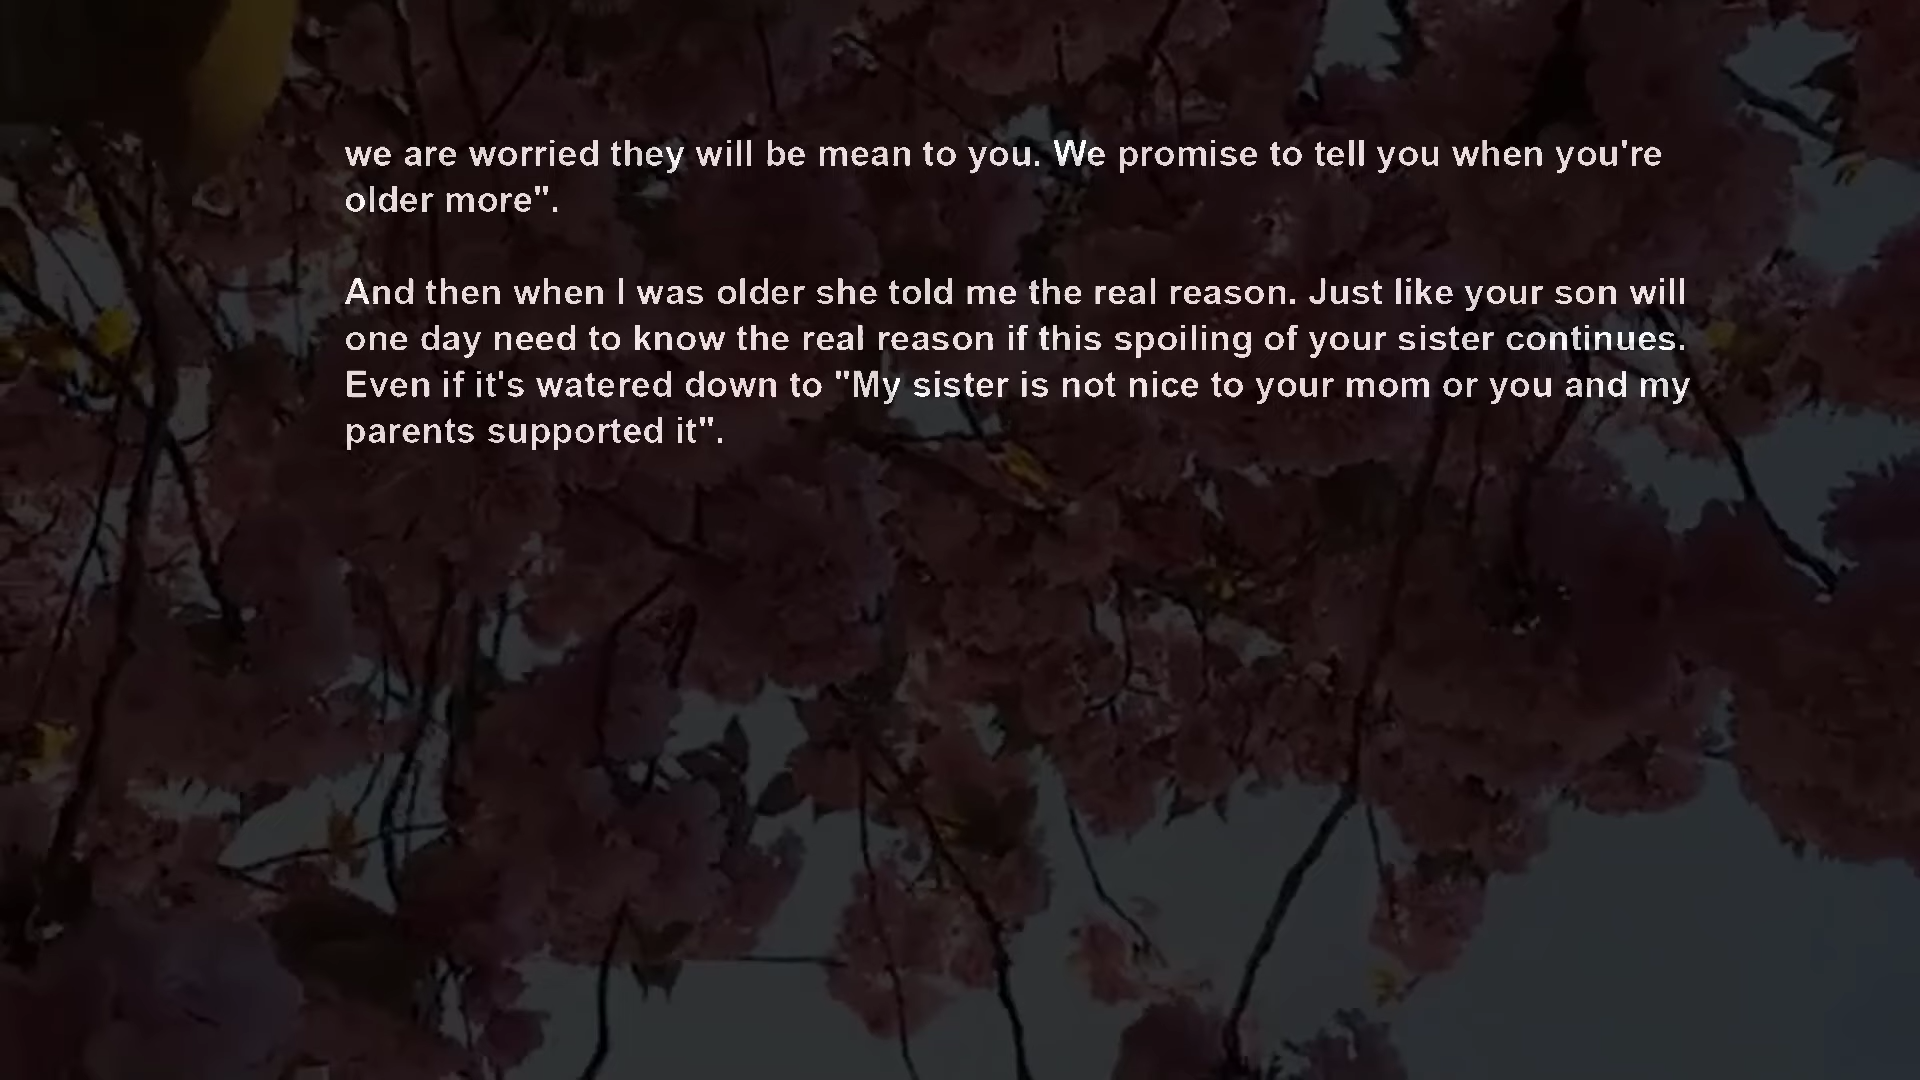 we are worried they will be mean to you. We promise to tell you when you're
older more".
And then when I was older she told me the real reason. Just like your son will
one day need to know the real reason if this spoiling of your sister continues.
Even if it's watered down to "My sister is not nice to your mom or you and my
parents supported it".